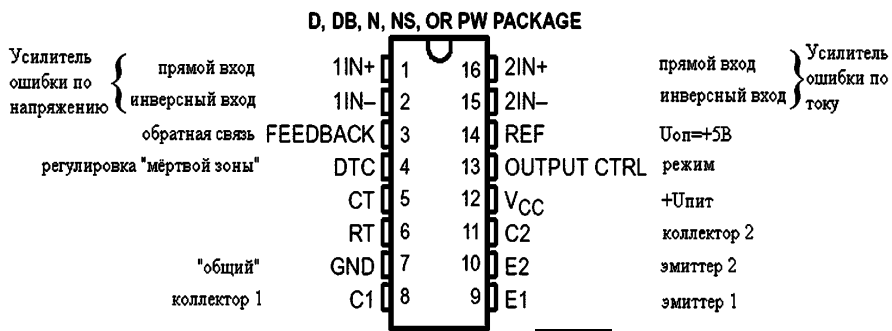 D, DB, N, NS, OR PW PACKAGE
Усилитель ошибки по напряжению { прямой вход 1IN+ 1 16 2IN+ прямой вход } Усилитель ошибки по току
инверсный вход 1IN– 2 15 2IN– инверсный вход
обратная связь FEEDBACK 3 14 REF Uоп=+5В
регулировка "мёртвой зоны" DTC 4 13 OUTPUT CTRL режим
CT 5 12 VCC +Uпит
RT 6 11 C2 коллектор 2
"общий" GND 7 10 E2 эмиттер 2
коллектор 1 C1 8 9 E1 эмиттер 1